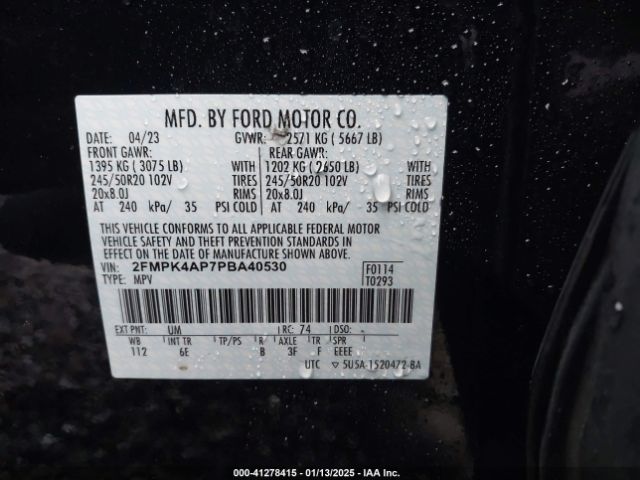 MFD. BY FORD MOTOR CO.
DATE: 04/23 GVWR: 2571 KG ( 5667 LB)
FRONT GAWR: REAR GAWR:
1395 KG ( 3075 LB) WITH 1202 KG ( 2650 LB) WITH
245/50R20 102V TIRES 245/50R20 102V TIRES
20x8.0J RIMS 20x8.0J RIMS
AT 240 kPa/ 35 PSI COLD AT 240 kPa/ 35 PSI COLD
THIS VEHICLE CONFORMS TO ALL APPLICABLE FEDERAL MOTOR
VEHICLE SAFETY AND THEFT PREVENTION STANDARDS IN
EFFECT ON THE DATE OF MANUFACTURE SHOWN ABOVE.
VIN: 2FMPK4AP7PBA40530 F0114
TYPE: MPV T0293
EXT PNT: UM RC: 74 DSO: -
WB INT TR TP/PS R AXLE TR SPR
112 6E B 3F F EEEE
UTC ▽ 5U5A-1520472-BA
000-41278415 - 01/13/2025 - IAA Inc.